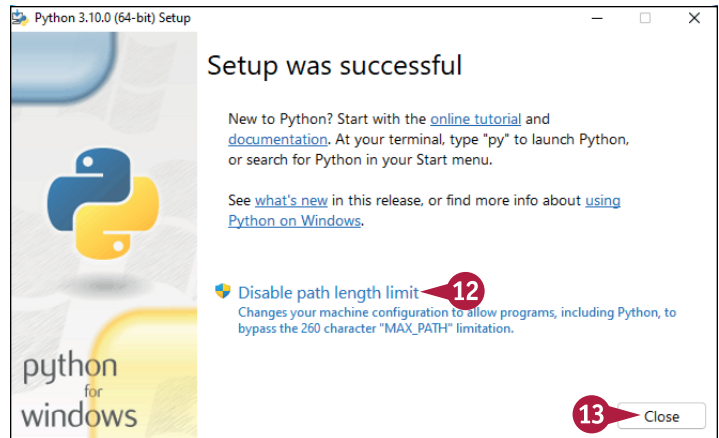 Python 3.10.0 (64-bit) Setup
Setup was successful
New to Python? Start with the online tutorial and
documentation. At your terminal, type "py" to launch Python,
or search for Python in your Start menu.
See what's new in this release, or find more info about using
Python on Windows.
Disable path length limit
12
Changes your machine configuration to allow programs, including Python, to
bypass the 260 character "MAX_PATH" limitation.
python
for
windows
13
Close